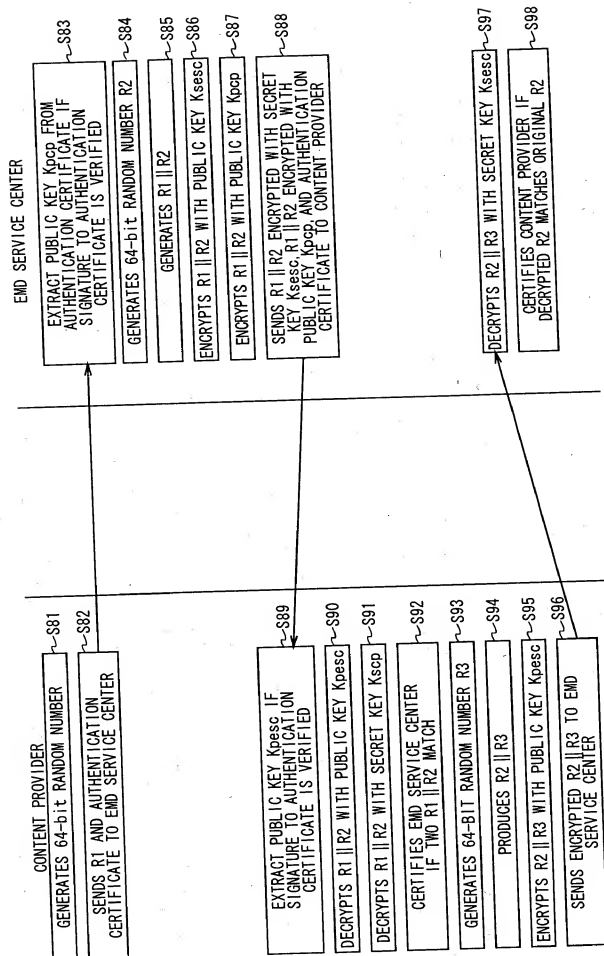 CONTENT PROVIDER
GENERATES 64-bit RANDOM NUMBER
S81
SENDS R1 AND AUTHENTICATION
CERTIFICATE TO EMD SERVICE CENTER
S82
EMD SERVICE CENTER
EXTRACT PUBLIC KEY Kpcp FROM
AUTHENTICATION CERTIFICATE IF
SIGNATURE TO AUTHENTICATION
CERTIFICATE IS VERIFIED
S83
GENERATES 64-bit RANDOM NUMBER R2
S84
GENERATES R1 || R2
S85
ENCRYPTS R1 || R2 WITH PUBLIC KEY Ksesc
S86
ENCRYPTS R1 || R2 WITH PUBLIC KEY Kpcp
S87
SENDS R1 || R2 ENCRYPTED WITH SECRET
KEY Ksesc, R1 || R2 ENCRYPTED WITH
PUBLIC KEY Kpcp AND AUTHENTICATION
CERTIFICATE TO CONTENT PROVIDER
S88
EXTRACT PUBLIC KEY Kpesc IF
SIGNATURE TO AUTHENTICATION
CERTIFICATE IS VERIFIED
S89
DECRYPTS R1 || R2 WITH PUBLIC KEY Kpesc
S90
DECRYPTS R1 || R2 WITH SECRET KEY Kscp
S91
CERTIFIES EMD SERVICE CENTER
IF TWO R1 || R2 MATCH
S92
GENERATES 64-BIT RANDOM NUMBER R3
S93
PRODUCES R2 || R3
S94
ENCRYPTS R2 || R3 WITH PUBLIC KEY Kpesc
S95
SENDS ENCRYPTED R2 || R3 TO EMD
SERVICE CENTER
S96
DECRYPTS R2 || R3 WITH SECRET KEY Ksesc
S97
CERTIFIES CONTENT PROVIDER IF
DECRYPTED R2 MATCHES ORIGINAL R2
S98